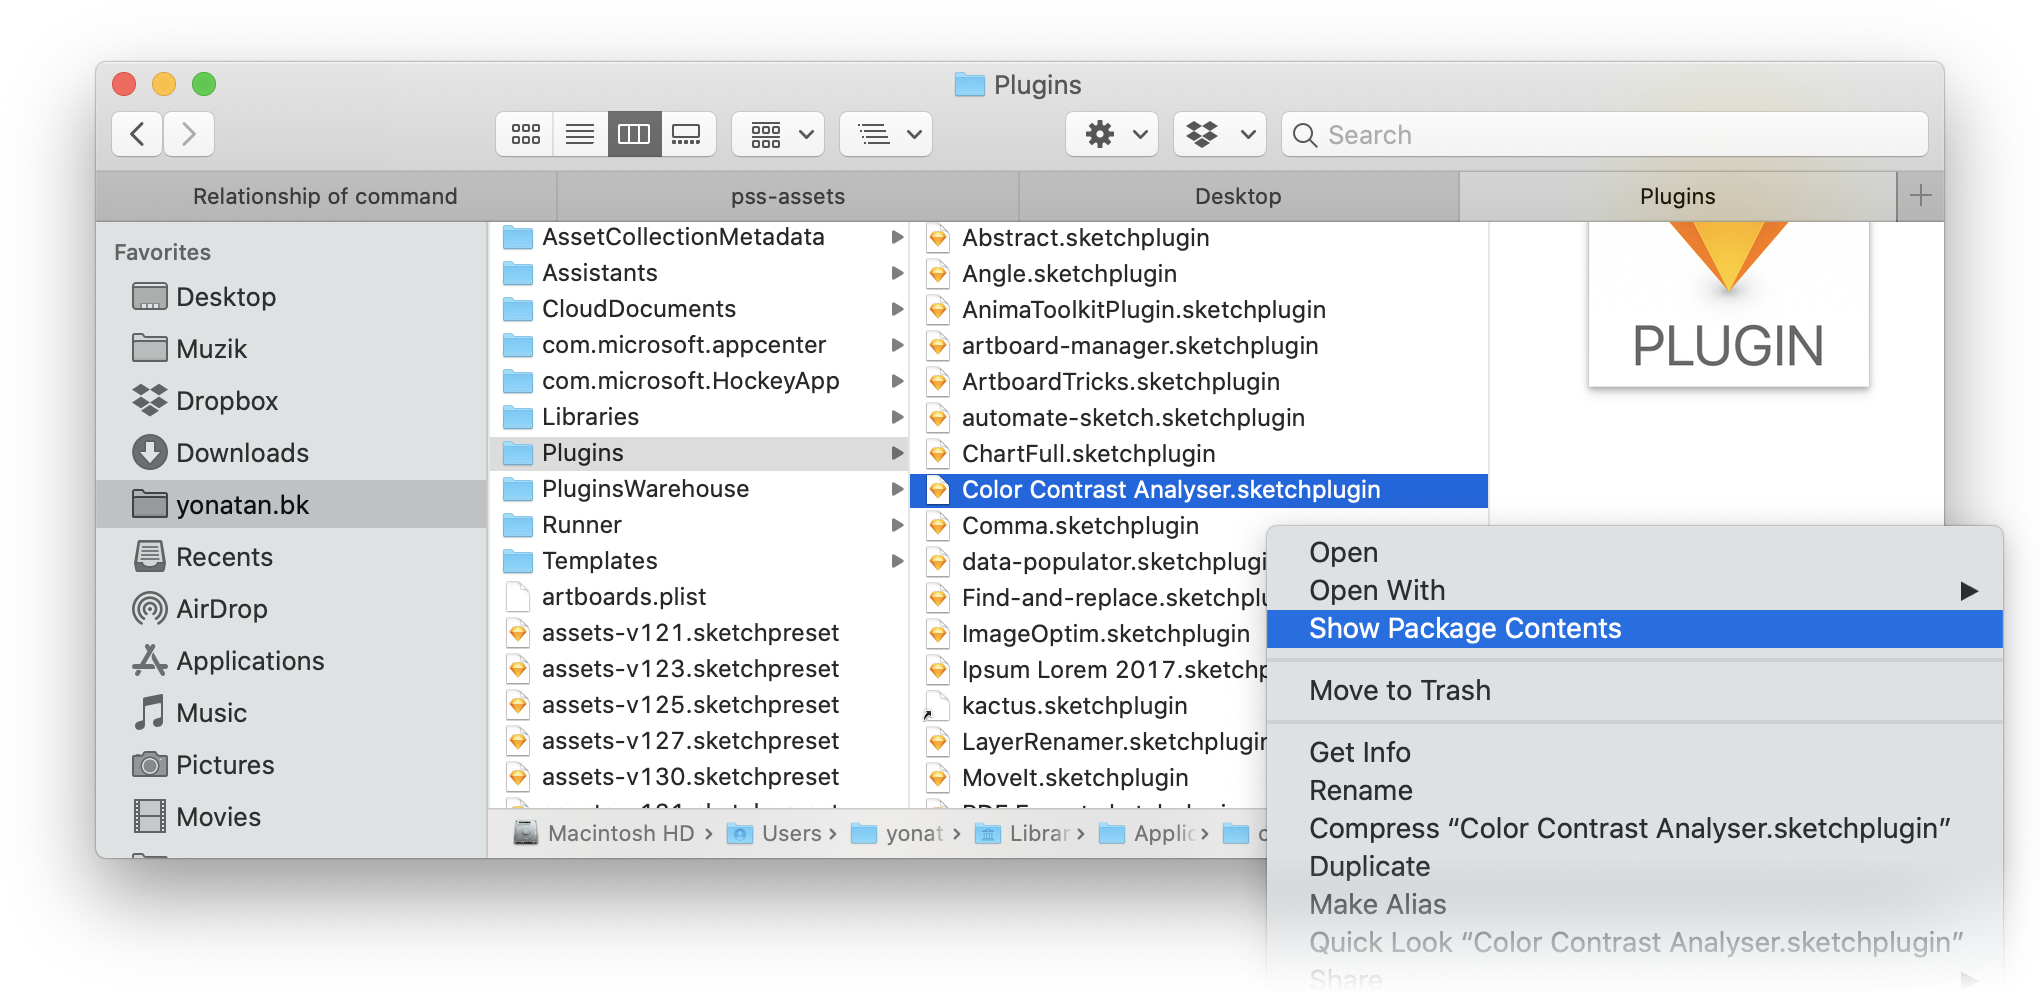 Plugins
Search
Relationship of command
pss-assets
Desktop
Plugins
Favorites
Desktop
Muzik
Dropbox
Downloads
yonatan.bk
Recents
AirDrop
Applications
Music
Pictures
Movies
AssetCollectionMetadata
Assistants
CloudDocuments
com.microsoft.appcenter
com.microsoft.HockeyApp
Libraries
Plugins
PluginsWarehouse
Runner
Templates
artboards.plist
assets-v121.sketchpreset
assets-v123.sketchpreset
assets-v125.sketchpreset
assets-v127.sketchpreset
assets-v130.sketchpreset
Abstract.sketchplugin
Angle.sketchplugin
AnimaToolkitPlugin.sketchplugin
artboard-manager.sketchplugin
ArtboardTricks.sketchplugin
automate-sketch.sketchplugin
ChartFull.sketchplugin
Color Contrast Analyser.sketchplugin
Comma.sketchplugin
data-populator.sketchplugi
Find-and-replace.sketchplu
ImageOptim.sketchplugin
Ipsum Lorem 2017.sketchp
kactus.sketchplugin
LayerRenamer.sketchplugin
MoveIt.sketchplugin
PLUGIN
Macintosh HD › Users › yonat › Librar › Applic ›
Open
Open With
Show Package Contents
Move to Trash
Get Info
Rename
Compress “Color Contrast Analyser.sketchplugin”
Duplicate
Make Alias
Quick Look “Color Contrast Analyser.sketchplugin”
Share